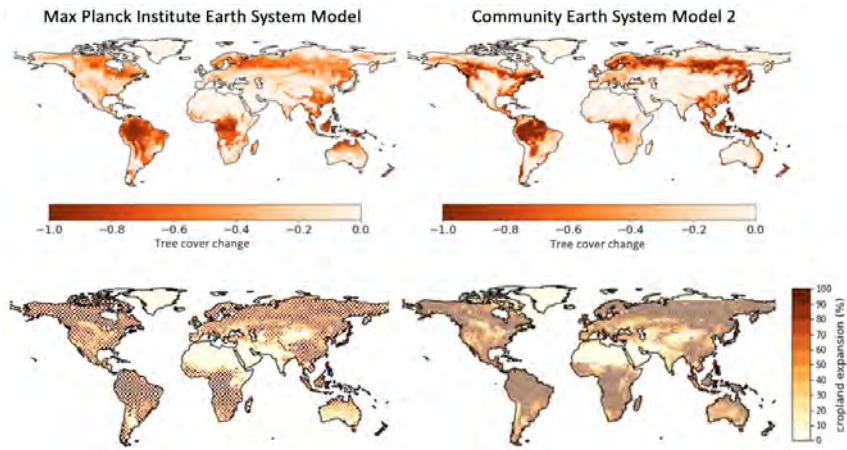 Max Planck Institute Earth System Model
Community Earth System Model 2
−1.0 −0.8 −0.6 −0.4 −0.2 0.0
Tree cover change
−1.0 −0.8 −0.6 −0.4 −0.2 0.0
Tree cover change
100
90
80
70
60
50
40
30
20
10
0
cropland expansion (%)